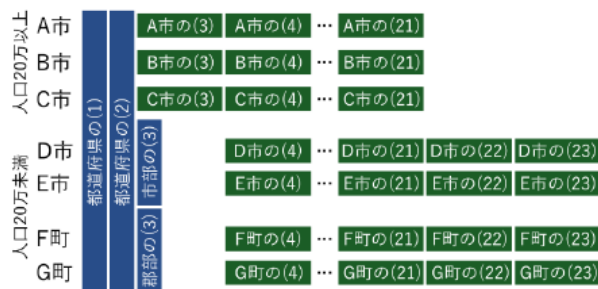 人口20万以上
都道府県の(1)
都道府県の(2)
A市 A市の(3) A市の(4) … A市の(21)
B市 B市の(3) B市の(4) … B市の(21)
C市 C市の(3) C市の(4) … C市の(21)
人口20万未満
市部の(3)
D市 D市の(4) … D市の(21) D市の(22) D市の(23)
E市 E市の(4) … E市の(21) E市の(22) E市の(23)
郡部の(3)
F町 F町の(4) … F町の(21) F町の(22) F町の(23)
G町 G町の(4) … G町の(21) G町の(22) G町の(23)